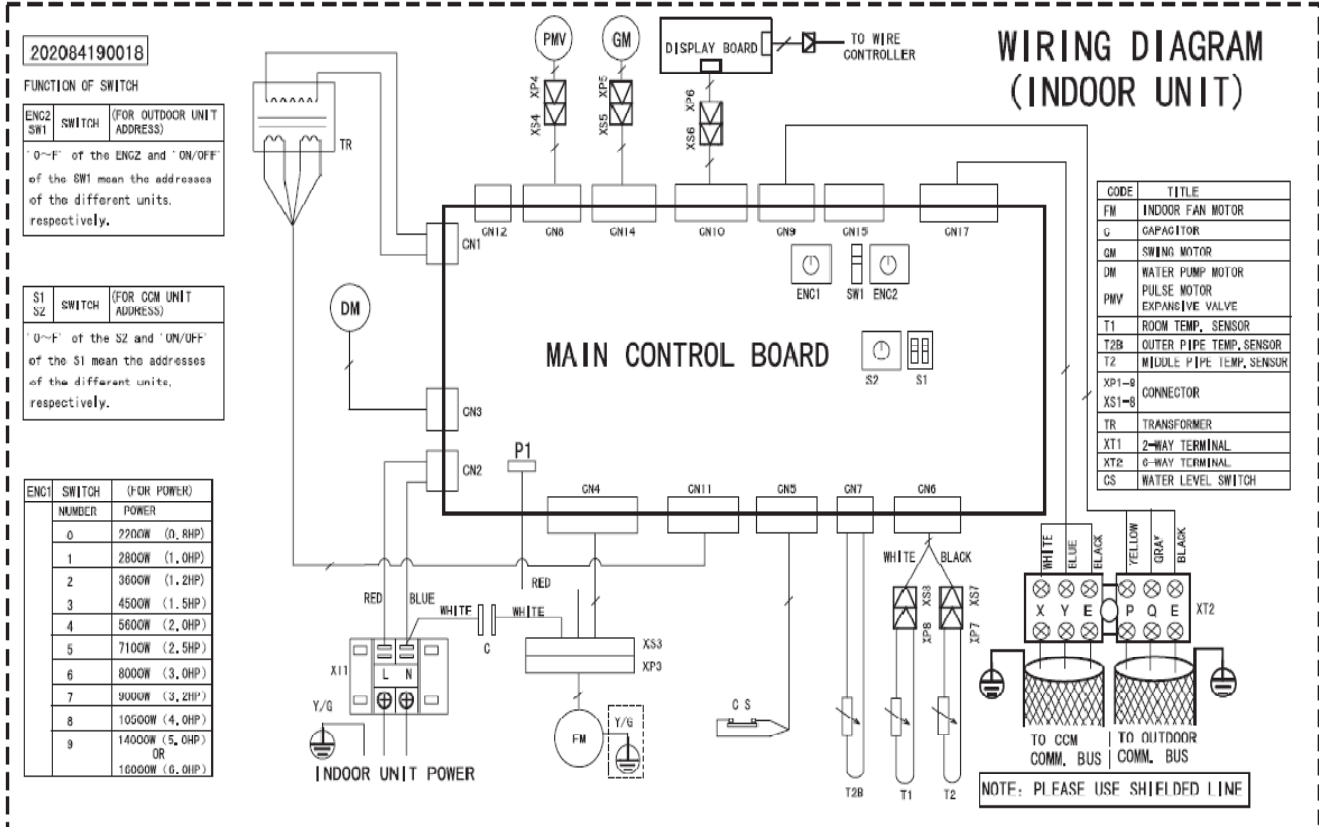 202084190018
FUNCTION OF SWITCH
ENC2 SW1 SWITCH (FOR OUTDOOR UNIT ADDRESS)
"0~F" of the ENC2 and "ON/OFF"
of the SW1 mean the addresses
of the different units,
respectively.
S1 S2 SWITCH (FOR CCM UNIT ADDRESS)
"0~F" of the S2 and "ON/OFF"
of the S1 mean the addresses
of the different units,
respectively.
ENC1 SWITCH (FOR POWER)
NUMBER POWER
0 2200W (0.8HP)
1 2800W (1.0HP)
2 3600W (1.2HP)
3 4500W (1.5HP)
4 5600W (2.0HP)
5 7100W (2.5HP)
6 8000W (3.0HP)
7 9000W (3.2HP)
8 10500W (4.0HP)
9 14000W (5.0HP)
OR
16000W (6.0HP)
WIRING DIAGRAM
(INDOOR UNIT)
PMV
GM
DISPLAY BOARD
TO WIRE
CONTROLLER
XP4
XS4
XP5
XS5
XP6
XS6
TR
CN12
CN8
CN14
CN10
CN9
CN15
CN17
CN1
ENC1
SW1
ENC2
DM
MAIN CONTROL BOARD
S2
S1
CN3
CN2
P1
CN4
CN11
CN5
CN7
CN6
RED
RED
BLUE
WHITE
WHITE
C
XT1
L
N
Y/G
INDOOR UNIT POWER
XS3
XP3
FM
Y/G
C S
WHITE
BLACK
XS8
XP8
XS7
XP7
T2B
T1
T2
CODE TITLE
FM INDOOR FAN MOTOR
C CAPACITOR
GM SWING MOTOR
DM WATER PUMP MOTOR
PMV PULSE MOTOR
EXPANSIVE VALVE
T1 ROOM TEMP. SENSOR
T2B OUTER PIPE TEMP.SENSOR
T2 MIDDLE PIPE TEMP.SENSOR
XP1-8
XS1-8 CONNECTOR
TR TRANSFORMER
XT1 2-WAY TERMINAL
XT2 6-WAY TERMINAL
CS WATER LEVEL SWITCH
WHITE
BLUE
BLACK
YELLOW
GRAY
BLACK
X Y E P Q E
XT2
TO CCM
COMM. BUS
TO OUTDOOR
COMM. BUS
NOTE: PLEASE USE SHIELDED LINE